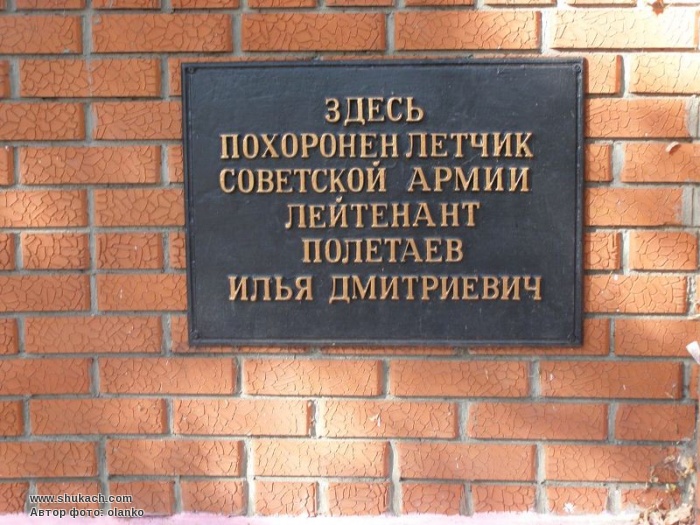 ЗДЕСЬ
ПОХОРОНЕН ЛЕТЧИК
СОВЕТСКОЙ АРМИИ
ЛЕЙТЕНАНТ
ПОЛЕТАЕВ
ИЛЬЯ ДМИТРИЕВИЧ
www.shukach.com
Автор фото: olanko